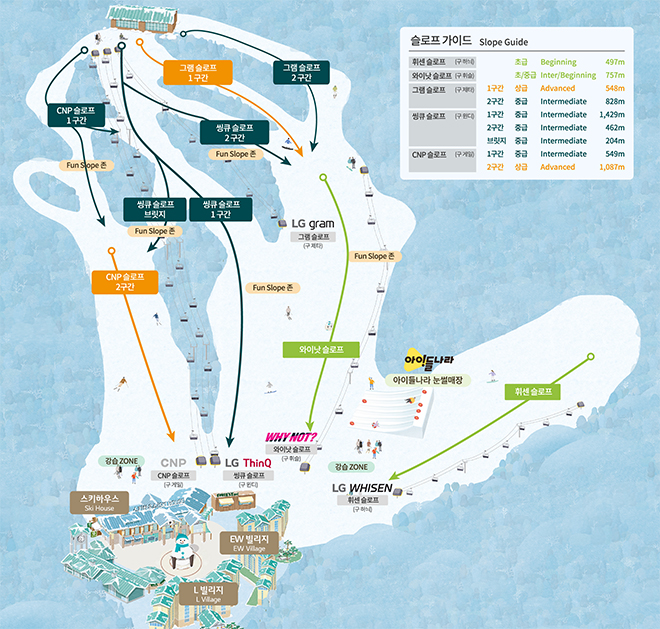 슬로프 가이드 Slope Guide
휘센 슬로프 (구 하늬) 초급 Beginning 497m
와이낫 슬로프 (구 휘슬) 초/중급 Inter/Beginning 757m
그램 슬로프 (구 제타) 1구간 상급 Advanced 548m
2구간 중급 Intermediate 828m
씽큐 슬로프 (구 윈디) 1구간 중급 Intermediate 1,429m
2구간 중급 Intermediate 462m
브릿지 중급 Intermediate 204m
CNP 슬로프 (구 게일) 1구간 중급 Intermediate 549m
2구간 상급 Advanced 1,087m
그램 슬로프
1구간
그램 슬로프
2구간
CNP 슬로프
1구간
씽큐 슬로프
2구간
Fun Slope 존
Fun Slope 존
씽큐 슬로프
브릿지
씽큐 슬로프
1구간
Fun Slope 존
LG gram
그램 슬로프
(구 제타)
Fun Slope 존
CNP 슬로프
2구간
Fun Slope 존
와이낫 슬로프
아이들나라
아이들나라 눈썰매장
휘센 슬로프
WHY NOT?
와이낫 슬로프
(구 휘슬)
강습 ZONE
CNP
CNP 슬로프
(구 게일)
LG ThinQ
씽큐 슬로프
(구 윈디)
강습 ZONE
LG WHISEN
휘센 슬로프
(구 하늬)
스키하우스
Ski House
EW 빌리지
EW Village
L 빌리지
L Village